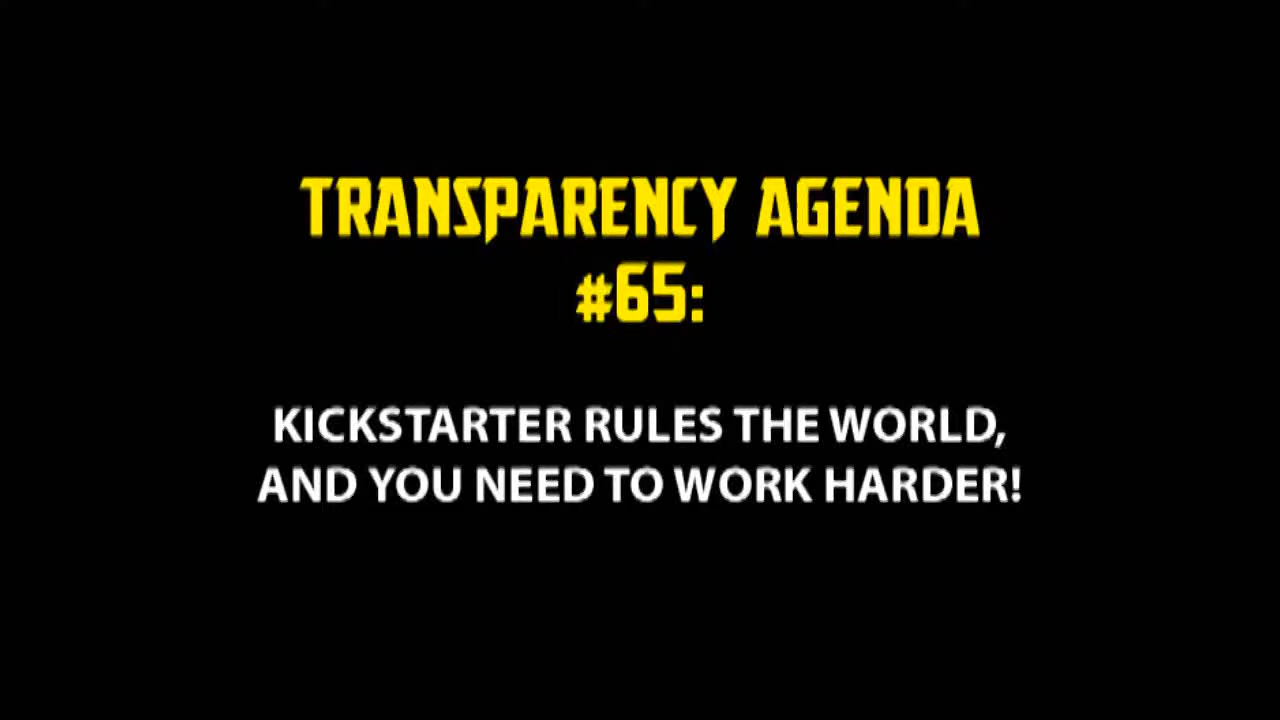 TRANSPARENCY AGENDA
#65:
KICKSTARTER RULES THE WORLD,
AND YOU NEED TO WORK HARDER!